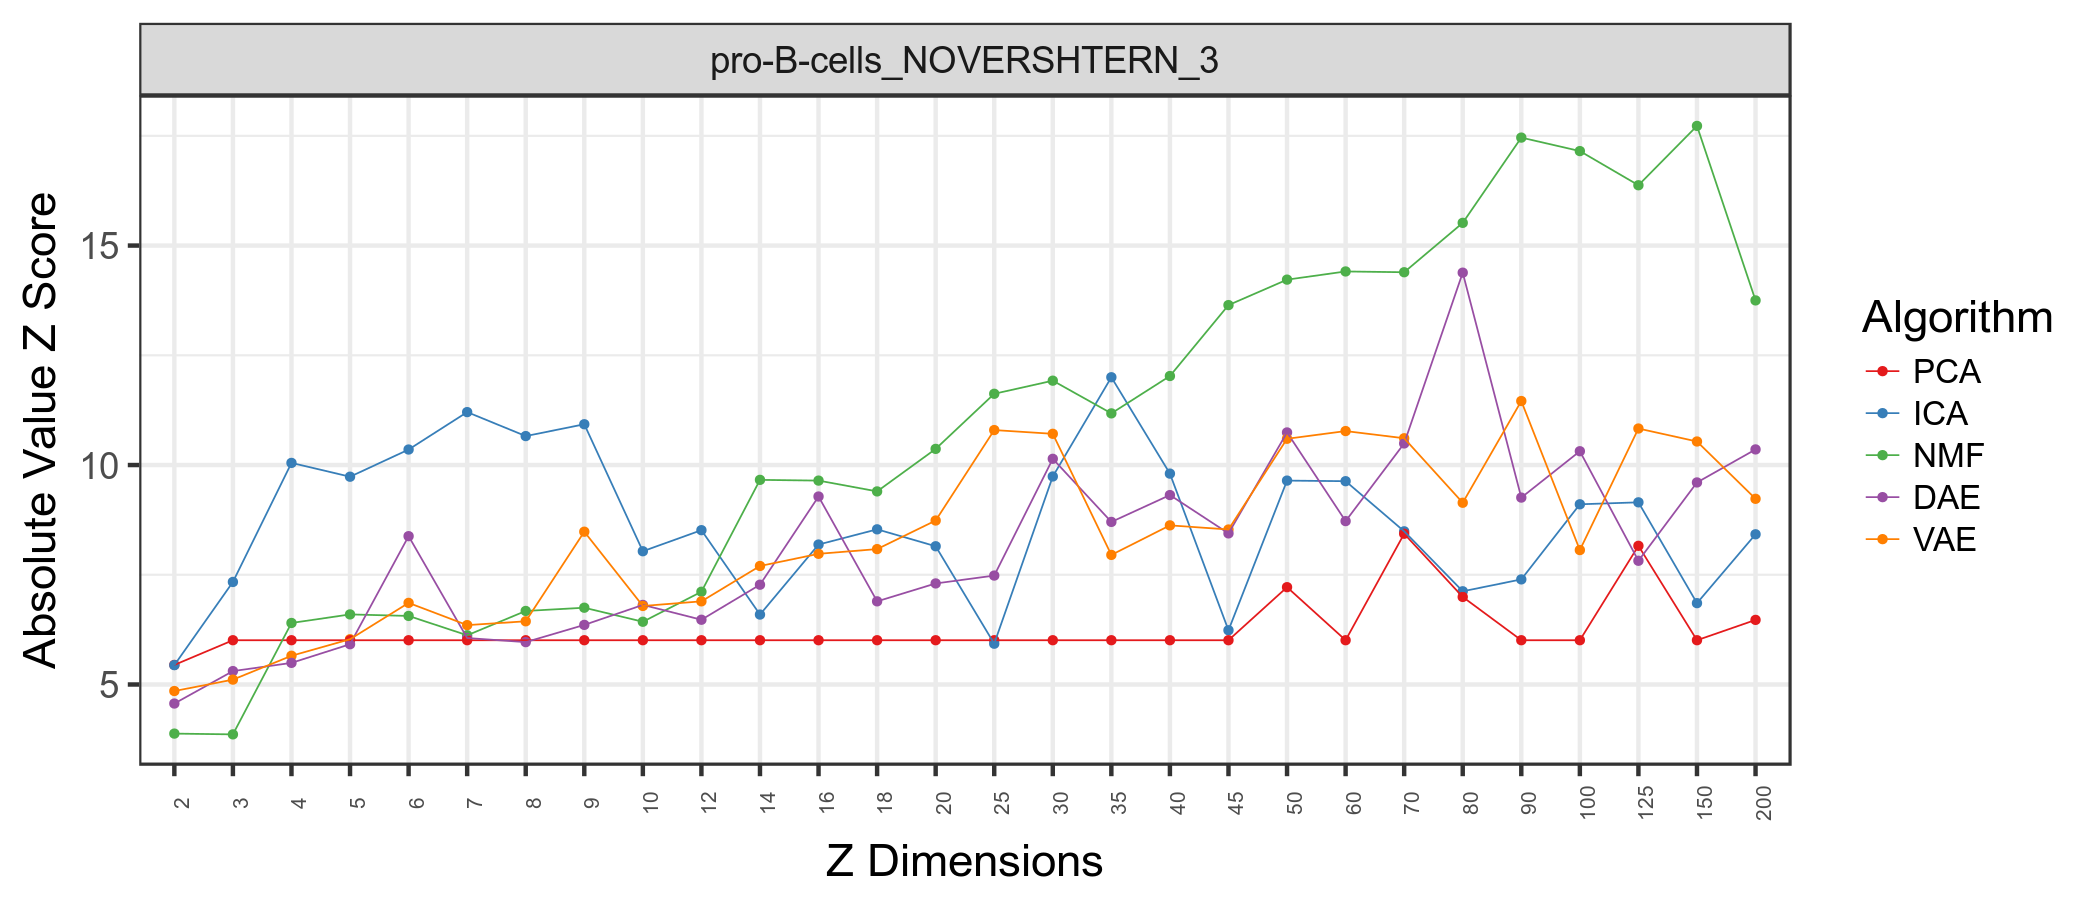 pro-B-cells_NOVERSHTERN_3
Absolute Value Z Score
15
10
5
2 3 4 5 6 7 8 9 10 12 14 16 18 20 25 30 35 40 45 50 60 70 80 90 100 125 150 200
Z Dimensions
Algorithm
PCA
ICA
NMF
DAE
VAE